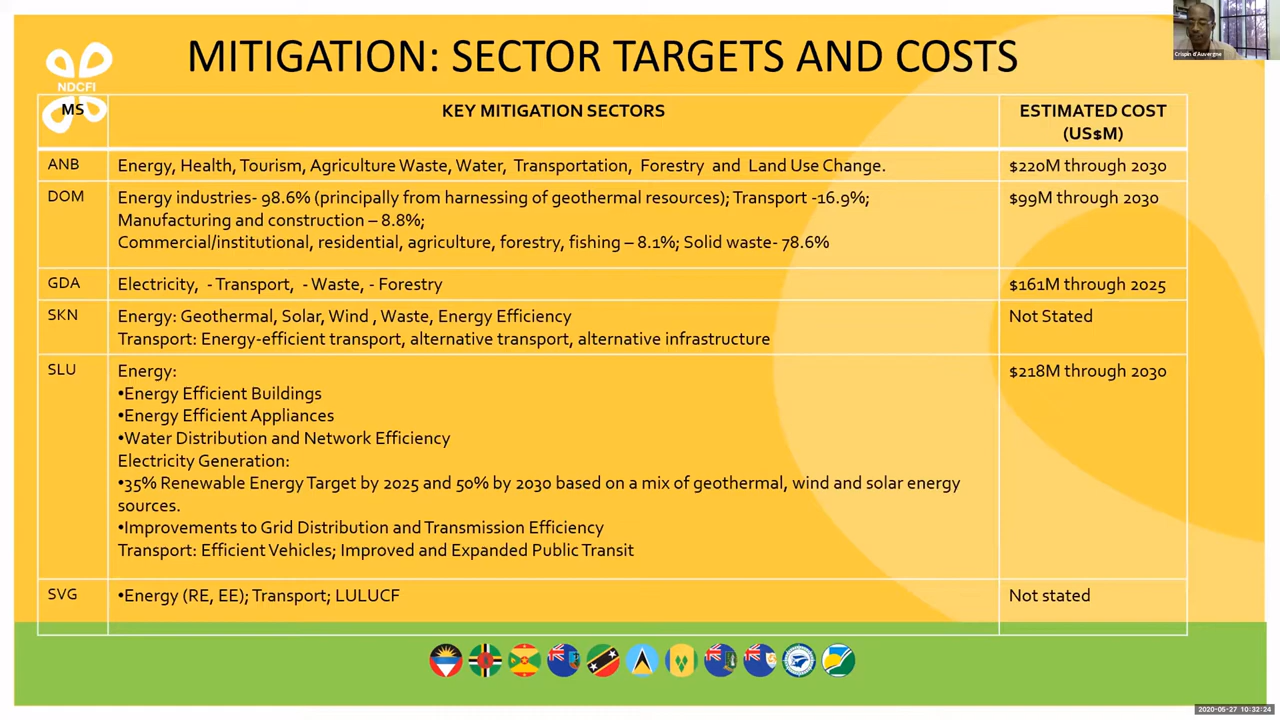 MITIGATION: SECTOR TARGETS AND COSTS
Crispin d'Auvergne
NDCFI
MS
KEY MITIGATION SECTORS
ESTIMATED COST
(US$M)
ANB
Energy, Health, Tourism, Agriculture Waste, Water, Transportation, Forestry and Land Use Change.
$220M through 2030
DOM
Energy industries- 98.6% (principally from harnessing of geothermal resources); Transport -16.9%;
Manufacturing and construction – 8.8%;
Commercial/institutional, residential, agriculture, forestry, fishing – 8.1%; Solid waste- 78.6%
$99M through 2030
GDA
Electricity, - Transport, - Waste, - Forestry
$161M through 2025
SKN
Energy: Geothermal, Solar, Wind , Waste, Energy Efficiency
Transport: Energy-efficient transport, alternative transport, alternative infrastructure
Not Stated
SLU
Energy:
•Energy Efficient Buildings
•Energy Efficient Appliances
•Water Distribution and Network Efficiency
Electricity Generation:
•35% Renewable Energy Target by 2025 and 50% by 2030 based on a mix of geothermal, wind and solar energy
sources.
•Improvements to Grid Distribution and Transmission Efficiency
Transport: Efficient Vehicles; Improved and Expanded Public Transit
$218M through 2030
SVG
•Energy (RE, EE); Transport; LULUCF
Not stated
2020-05-27 10:32:24